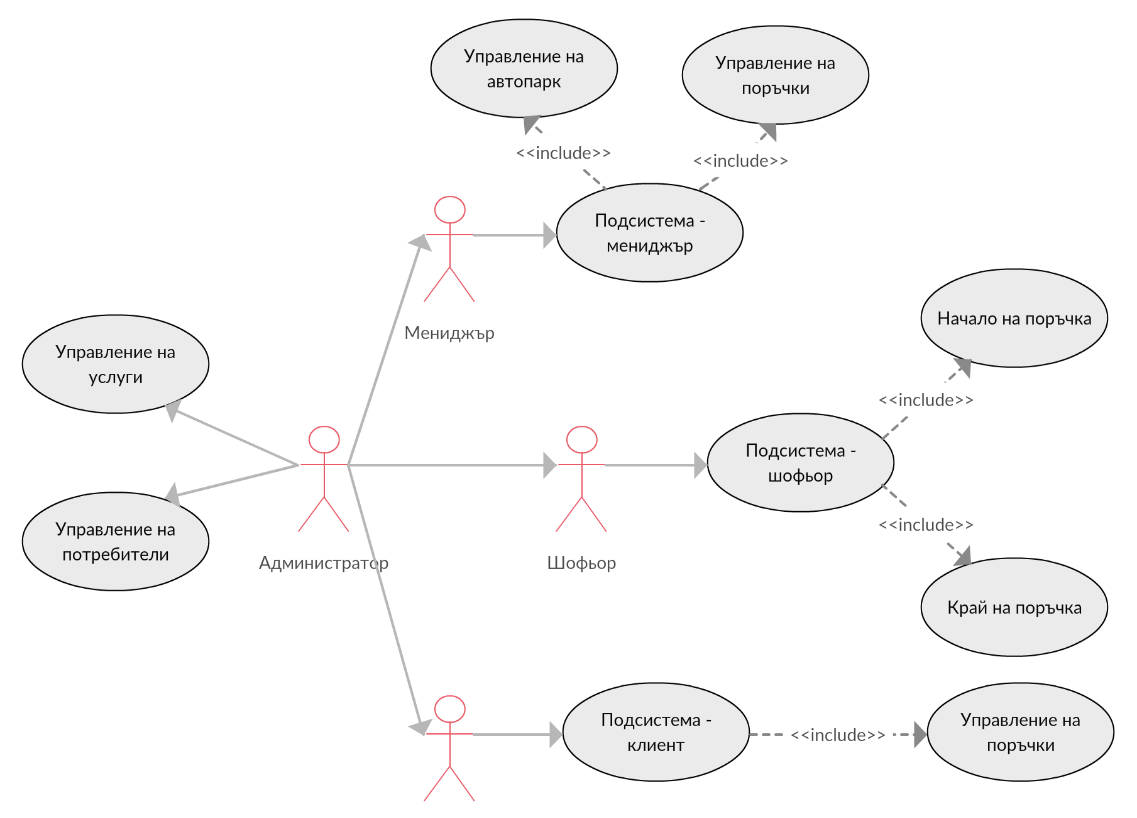 Управление на
автопарк
Управление на
поръчки
<<include>>
<<include>>
Подсистема -
мениджър
Мениджър
Начало на поръчка
Управление на
услуги
<<include>>
Подсистема -
шофьор
Управление на
потребители
<<include>>
Администратор
Шофьор
Край на поръчка
Подсистема -
клиент
<<include>>
Управление на
поръчки